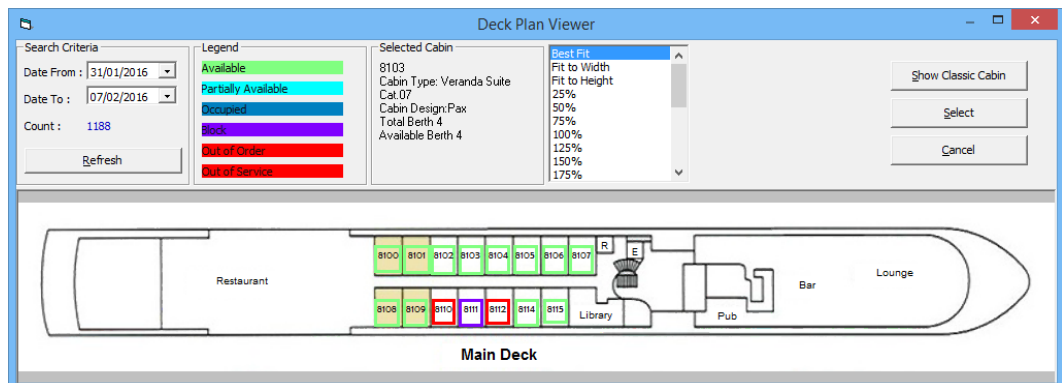 Deck Plan Viewer
Search Criteria
Date From : 31/01/2016
Date To : 07/02/2016
Count : 1188
Refresh
Legend
Available
Partially Available
Occupied
Block
Out of Order
Out of Service
Selected Cabin
8103
Cabin Type: Veranda Suite
Cat.07
Cabin Design:Pax
Total Berth 4
Available Berth 4
Best Fit
Fit to Width
Fit to Height
25%
50%
75%
100%
125%
150%
175%
Show Classic Cabin
Select
Cancel
8100 8101 8102 8103 8104 8105 8106 8107 R E
Restaurant
Bar
Lounge
8108 8109 8110 8111 8112 8114 8115 Library
Pub
Main Deck